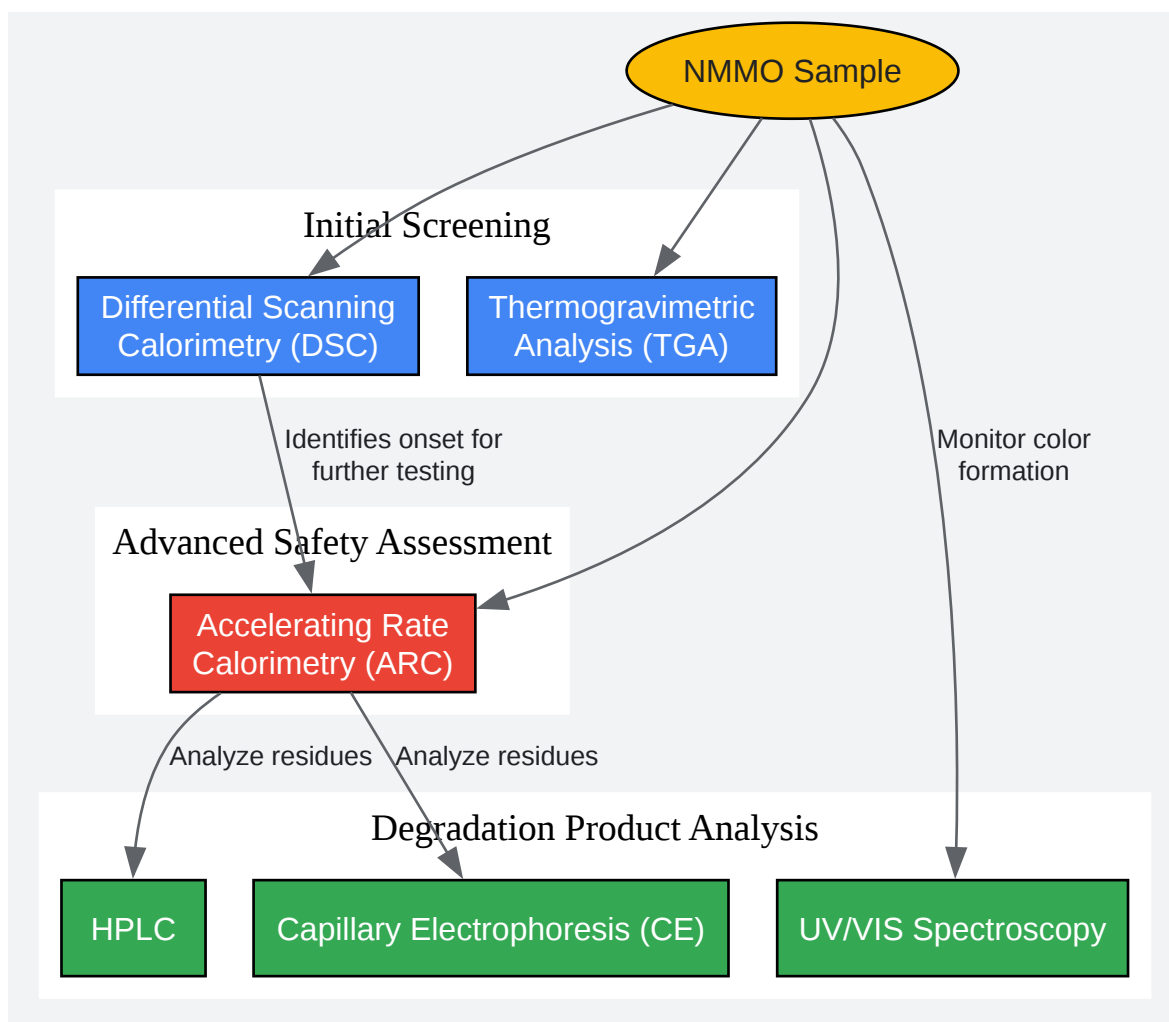 NMMO Sample
Initial Screening
Differential Scanning
Calorimetry (DSC)
Thermogravimetric
Analysis (TGA)
Identifies onset for
further testing
Monitor color
formation
Advanced Safety Assessment
Accelerating Rate
Calorimetry (ARC)
Analyze residues
Analyze residues
Degradation Product Analysis
HPLC
Capillary Electrophoresis (CE)
UV/VIS Spectroscopy